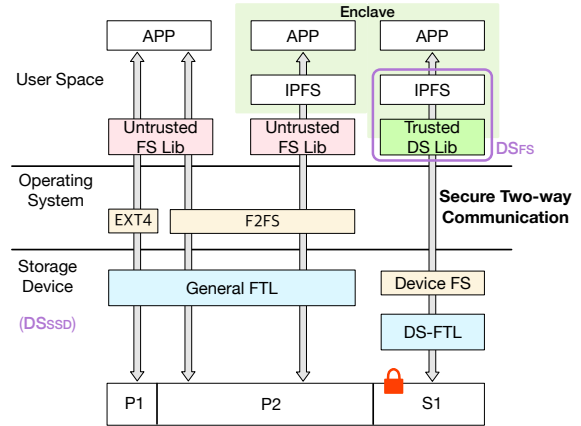 Enclave
APP
APP
APP
User Space
IPFS
IPFS
Untrusted
FS Lib
Untrusted
FS Lib
Trusted
DS Lib
DSFS
Operating
System
Secure Two-way
Communication
EXT4
F2FS
Storage
Device
General FTL
Device FS
(DSSSD)
DS-FTL
P1
P2
S1